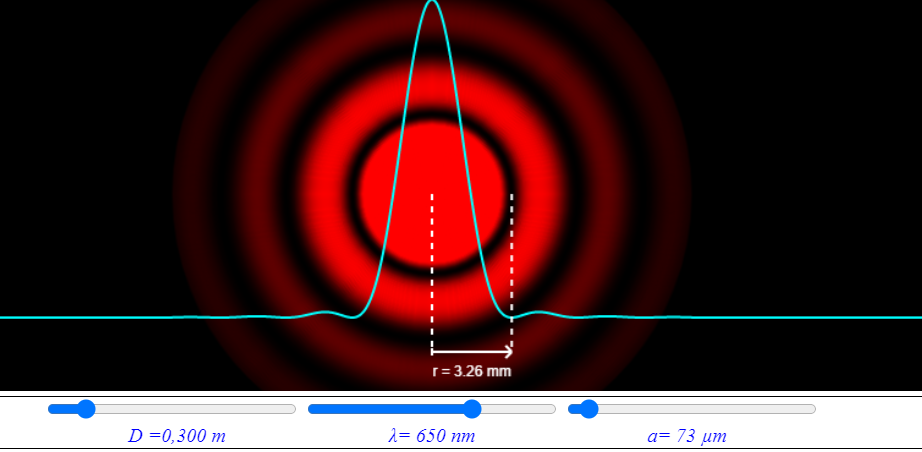 r = 3.26 mm
D =0,300 m
λ= 650 nm
a= 73 µm